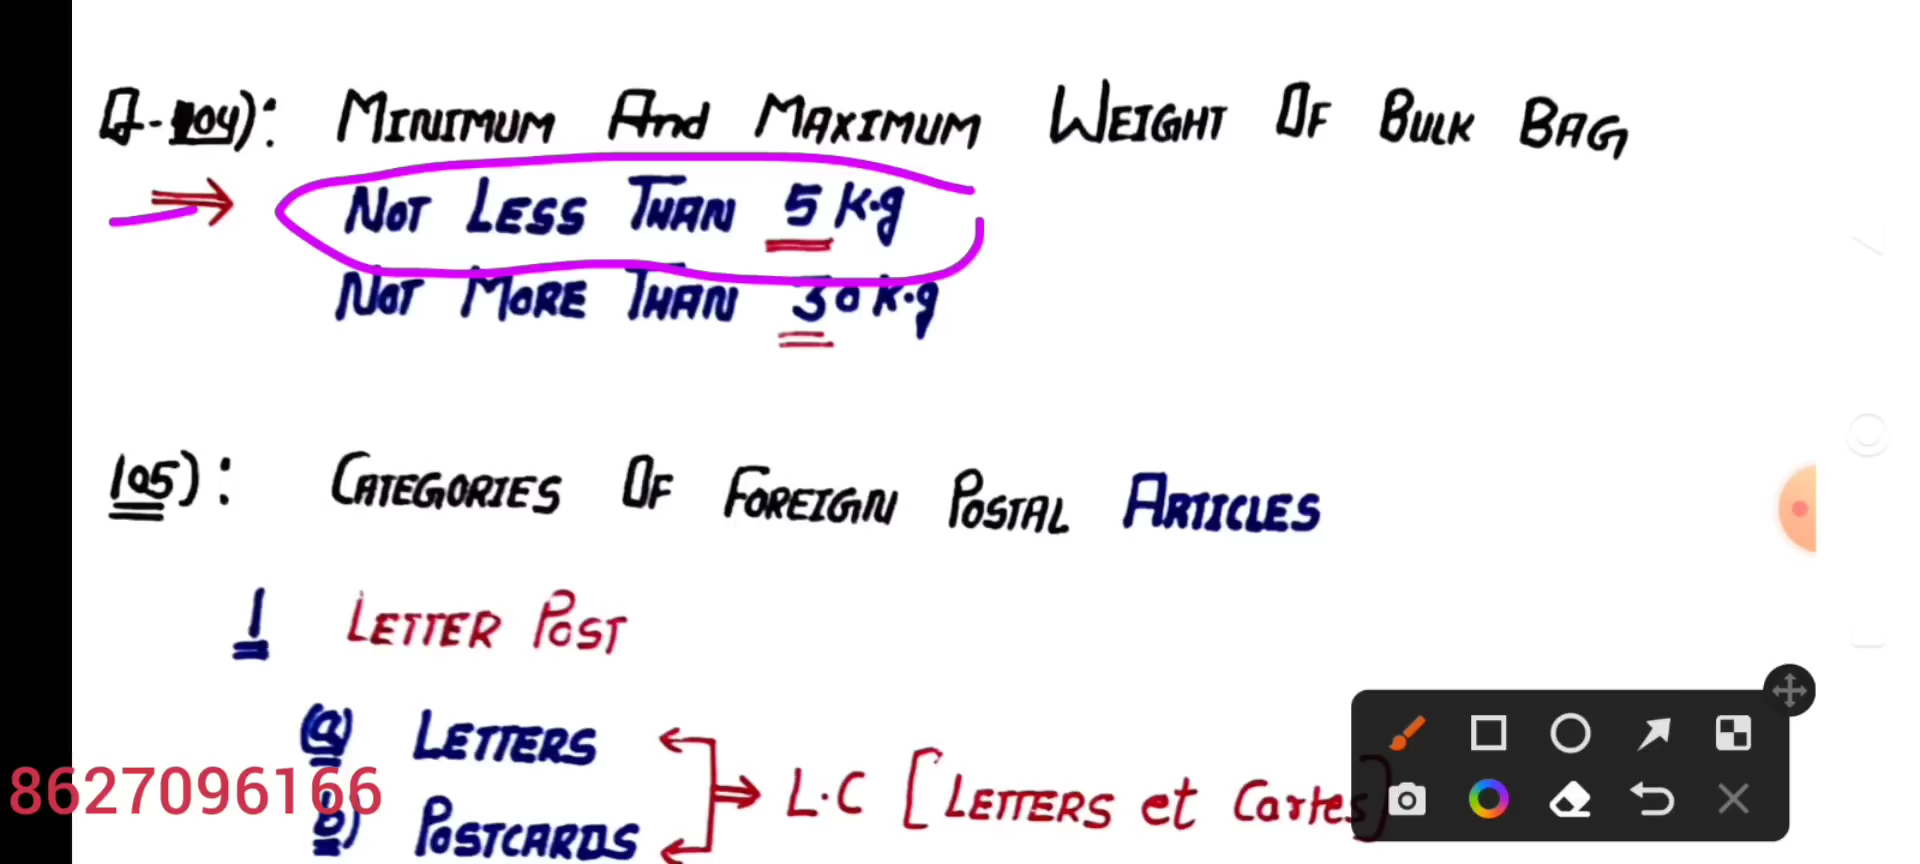 Q-104): MINIMUM And MAXIMUM WEIGHT OF BULK BAG
⇒ NOT LESS THAN 5 K.g
NOT MORE THAN 30 K.g
105): CATEGORIES OF FOREIGN POSTAL ARTICLES
1 LETTER POST
(a) LETTERS
b) POSTCARDS
⇒ L.C [LETTERS et Cartes]
8627096166